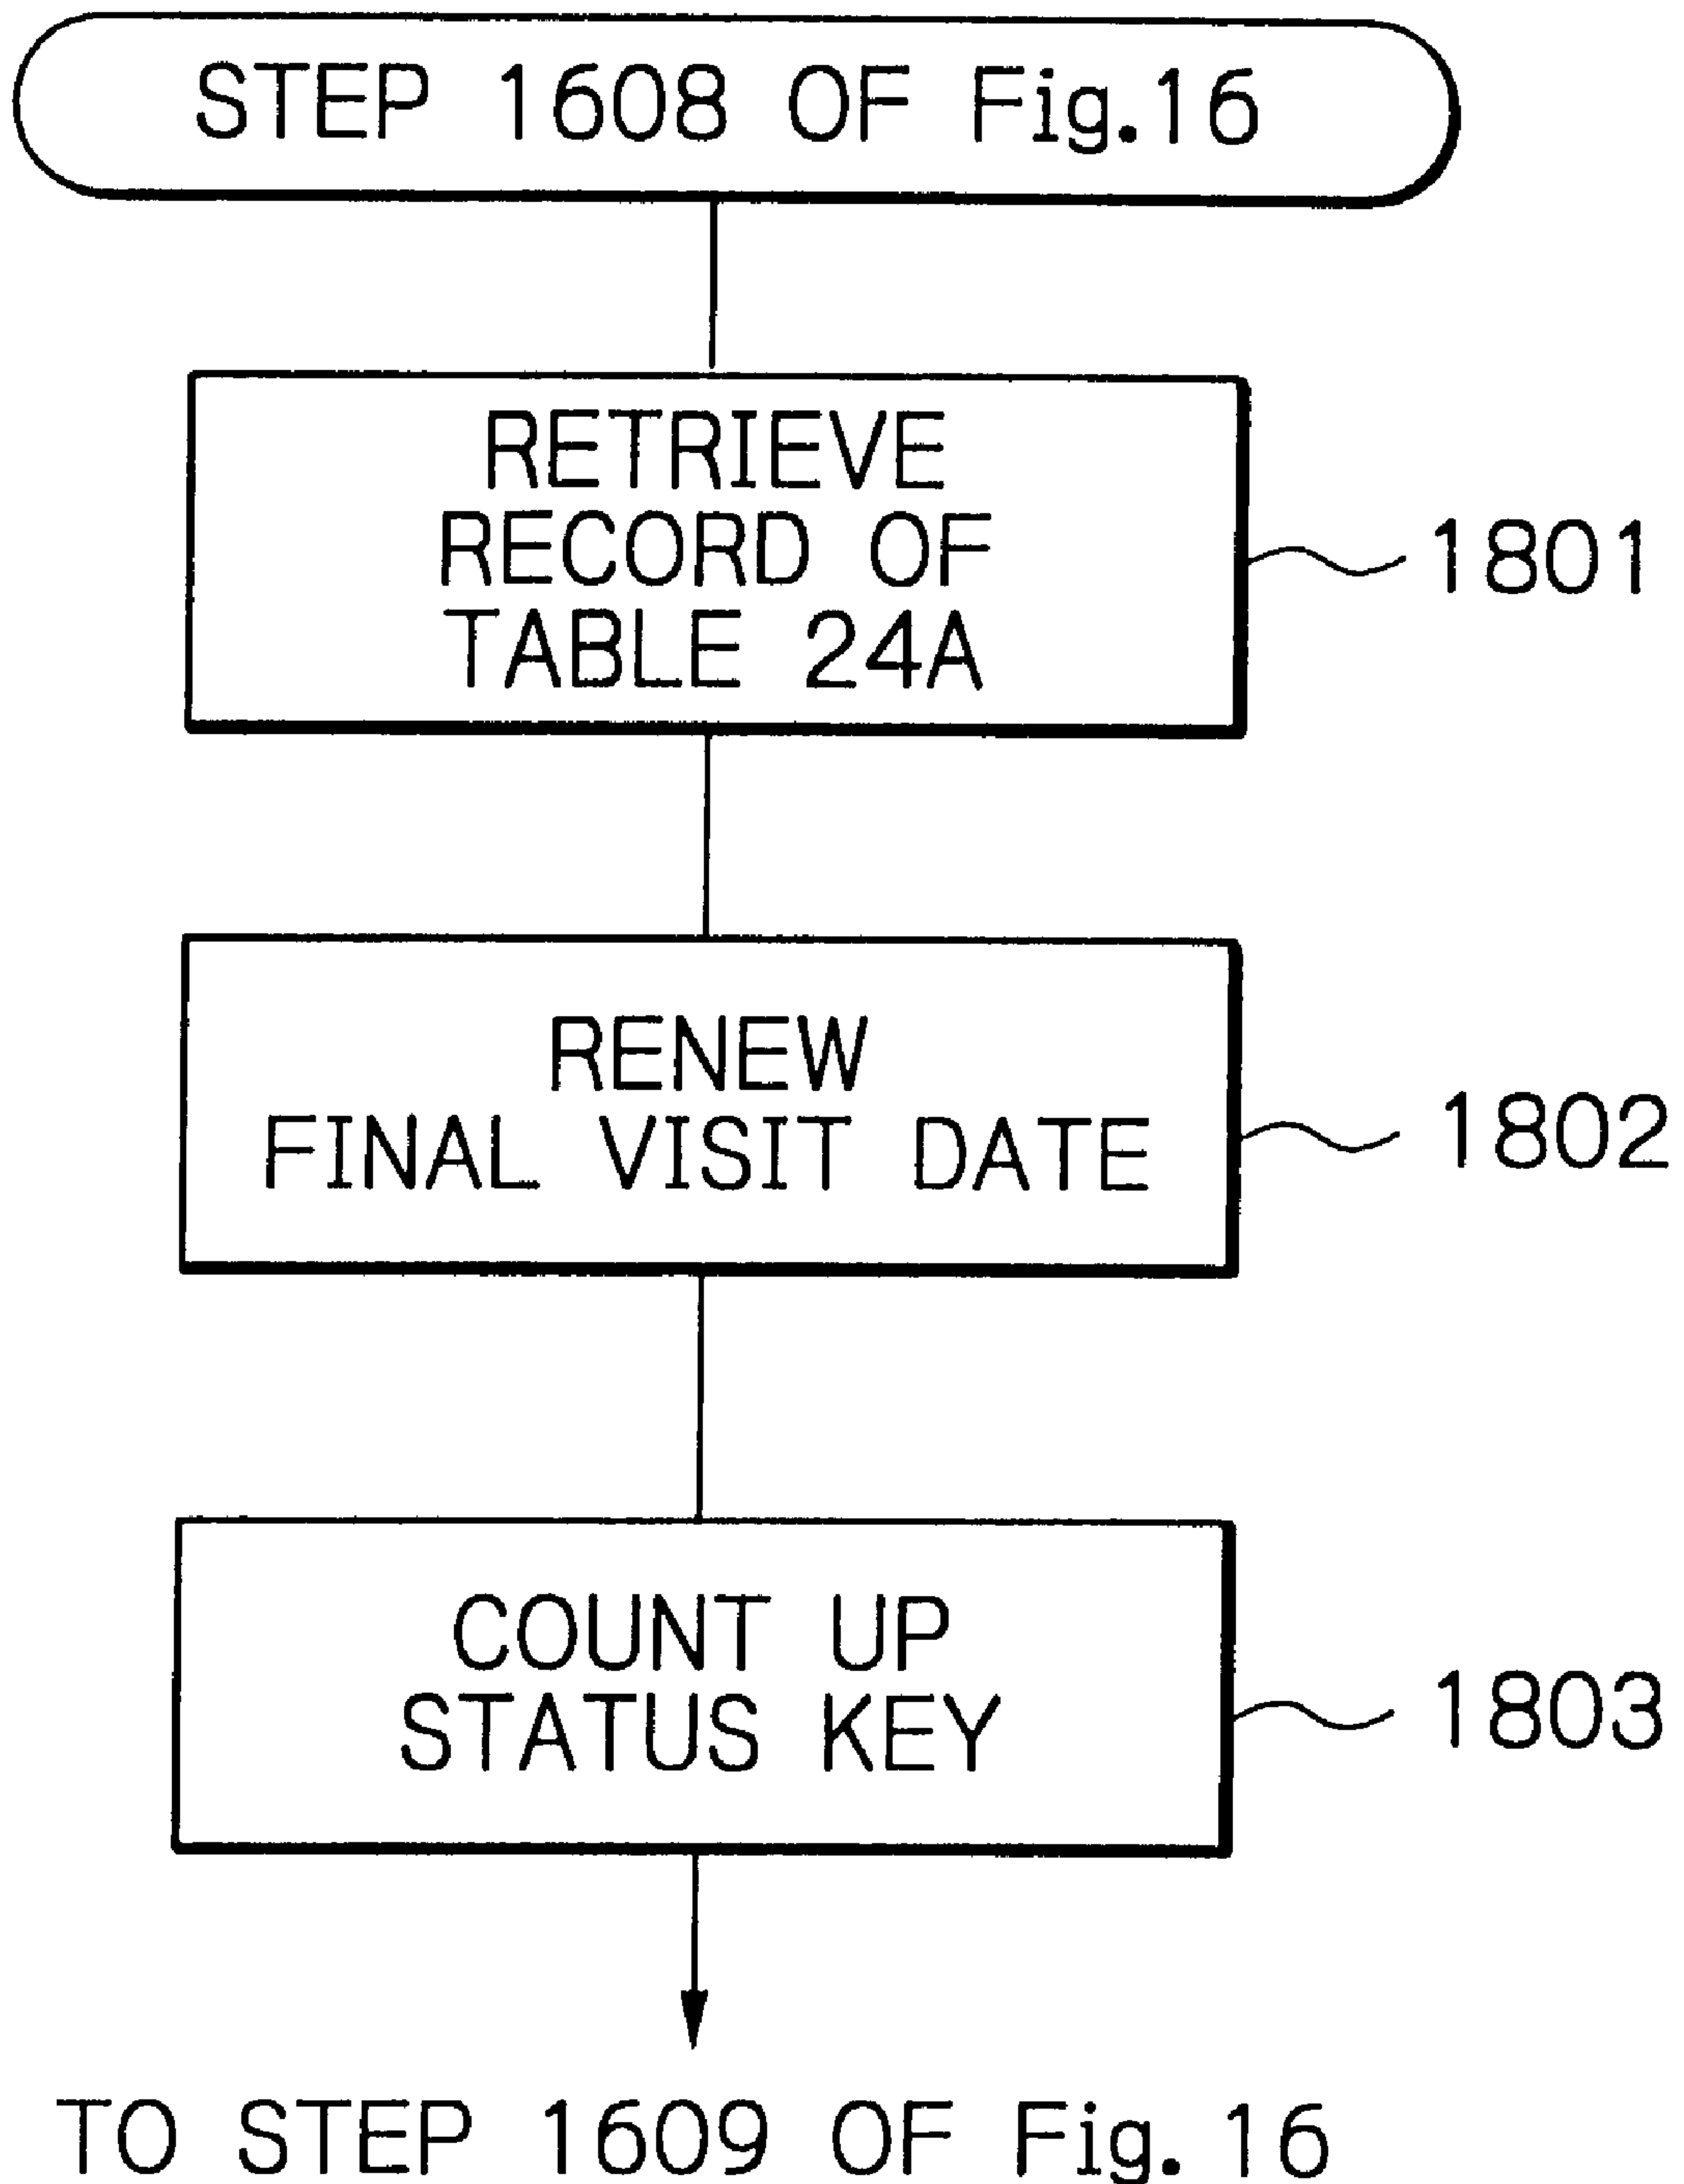 STEP 1608 OF Fig.16
RETRIEVE
RECORD OF
TABLE 24A
1801
RENEW
FINAL VISIT DATE
1802
COUNT UP
STATUS KEY
1803
TO STEP 1609 OF Fig. 16